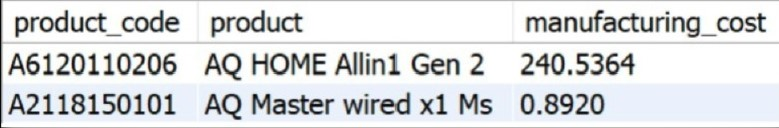 product_code product manufacturing_cost
A6120110206 AQ HOME Allin1 Gen 2 240.5364
A2118150101 AQ Master wired x1 Ms 0.8920